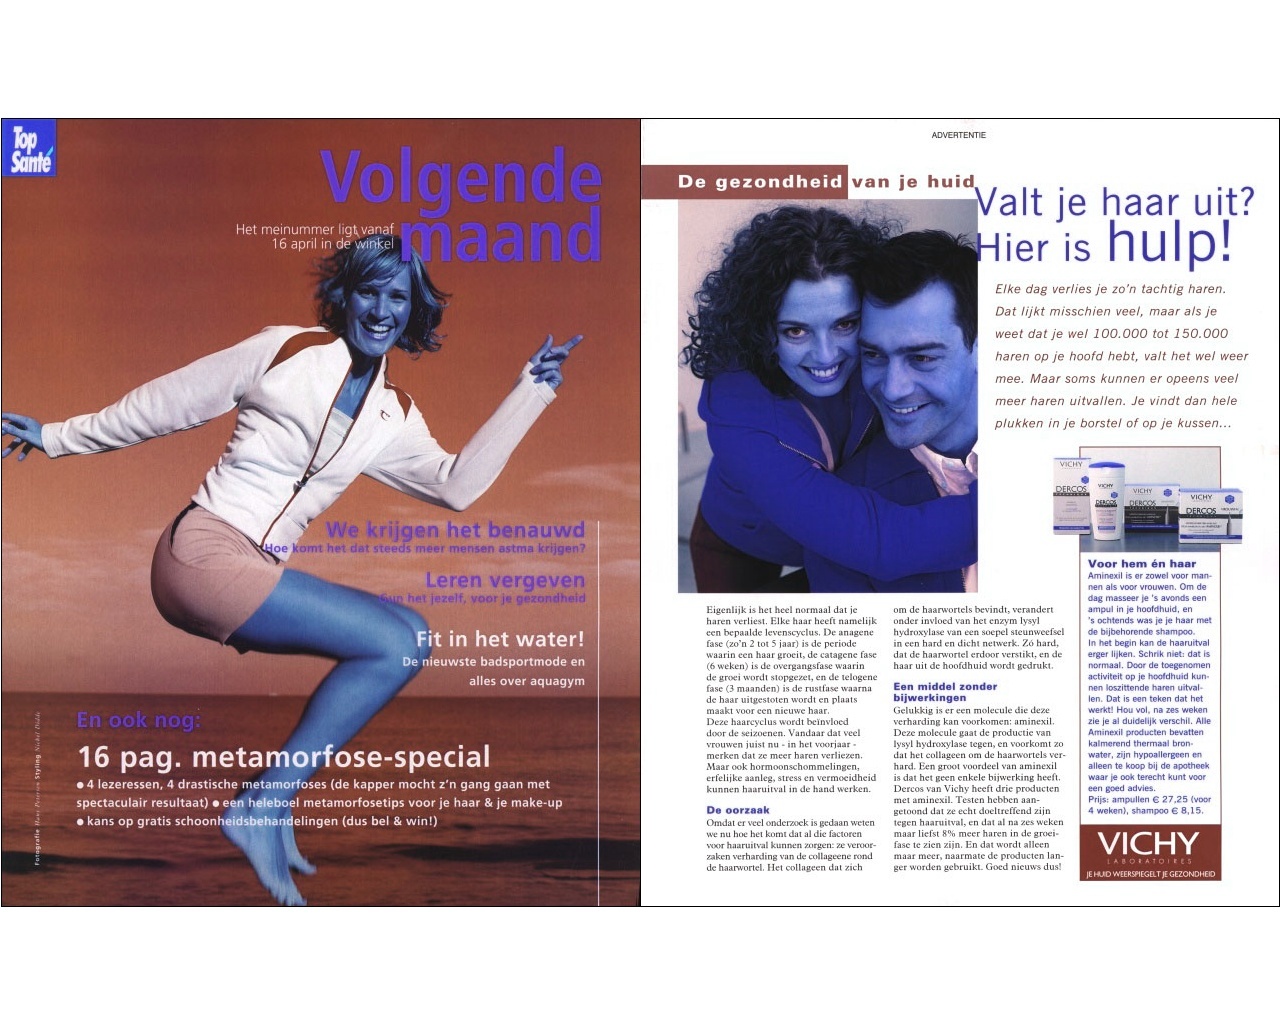 Top
Santé
Volgende
maand
Het meinummer ligt vanaf
16 april in de winkel
We krijgen het benauwd
Hoe komt het dat steeds meer mensen astma krijgen?
Leren vergeven
Gun het jezelf, voor je gezondheid
Fit in het water!
De nieuwste badsportmode en
alles over aquagym
En ook nog:
16 pag. metamorfose-special
● 4 lezeressen, 4 drastische metamorfoses (de kapper mocht z'n gang gaan met
spectaculair resultaat) ● een heleboel metamorfosetips voor je haar & je make-up
● kans op gratis schoonheidsbehandelingen (dus bel & win!)
Fotografie Styling
ADVERTENTIE
De gezondheid van je huid
Valt je haar uit?
Hier is hulp!
Elke dag verlies je zo'n tachtig haren.
Dat lijkt misschien veel, maar als je
weet dat je wel 100.000 tot 150.000
haren op je hoofd hebt, valt het wel weer
mee. Maar soms kunnen er opeens veel
meer haren uitvallen. Je vindt dan hele
plukken in je borstel of op je kussen...
Eigenlijk is het heel normaal dat je
haren verliest. Elke haar heeft namelijk
een bepaalde levenscyclus. De anagene
fase (zo'n 2 tot 5 jaar) is de periode
waarin een haar groeit, de catagene fase
(6 weken) is de overgangsfase waarin
de groei wordt stopgezet, en de telogene
fase (3 maanden) is de rustfase waarna
de haar uitgestoten wordt en plaats
maakt voor een nieuwe haar.
Deze haarcyclus wordt beïnvloed
door de seizoenen. Vandaar dat veel
vrouwen juist nu - in het voorjaar -
merken dat ze meer haren verliezen.
Maar ook hormoonschommelingen,
erfelijke aanleg, stress en vermoeidheid
kunnen haaruitval in de hand werken.
De oorzaak
Omdat er veel onderzoek is gedaan weten
we nu hoe het komt dat al die factoren
voor haaruitval kunnen zorgen: ze veroor-
zaken verharding van de collageene rond
de haarwortel. Het collageen dat zich
om de haarwortels bevindt, verandert
onder invloed van het enzym lysyl
hydroxylase van een soepel steunweefsel
in een hard en dicht netwerk. Zó hard,
dat de haarwortel erdoor verstikt, en de
haar uit de hoofdhuid wordt gedrukt.
Een middel zonder
bijwerkingen
Gelukkig is er een molecule die deze
verharding kan voorkomen: aminexil.
Deze molecule gaat de productie van
lysyl hydroxylase tegen, en voorkomt zo
dat het collageen om de haarwortels ver-
hard. Een groot voordeel van aminexil
is dat het geen enkele bijwerking heeft.
Dercos van Vichy heeft drie producten
met aminexil. Testen hebben aan-
getoond dat ze echt doeltreffend zijn
tegen haaruitval, en dat al na zes weken
maar liefst 8% meer haren in de groei-
fase te zien zijn. En dat wordt alleen
maar meer, naarmate de producten lan-
ger worden gebruikt. Goed nieuws dus!
VICHY
DERCOS
VICHY
DERCOS
VICHY
DERCOS
VICHY
DERCOS
Voor hem én haar
Aminexil is er zowel voor man-
nen als voor vrouwen. Om de
dag masseer je 's avonds een
ampul in je hoofdhuid, en
's ochtends was je je haar met
de bijbehorende shampoo.
In het begin kan de haaruitval
erger lijken. Schrik niet: dat is
normaal. Door de toegenomen
activiteit op je hoofdhuid kun-
nen loszittende haren uitval-
len. Dat is een teken dat het
werkt! Hou vol, na zes weken
zie je al duidelijk verschil. Alle
Aminexil producten bevatten
kalmerend thermaal bron-
water, zijn hypoallergeen en
alleen te koop bij de apotheek
waar je ook terecht kunt voor
een goed advies.
Prijs: ampullen € 27,25 (voor
4 weken), shampoo € 8,15.
VICHY
LABORATOIRES
JE HUID WEERSPIEGELT JE GEZONDHEID